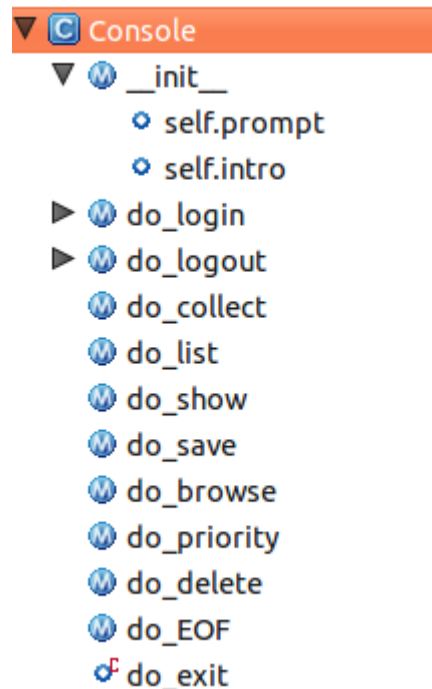 Console
__init__
self.prompt
self.intro
do_login
do_logout
do_collect
do_list
do_show
do_save
do_browse
do_priority
do_delete
do_EOF
do_exit